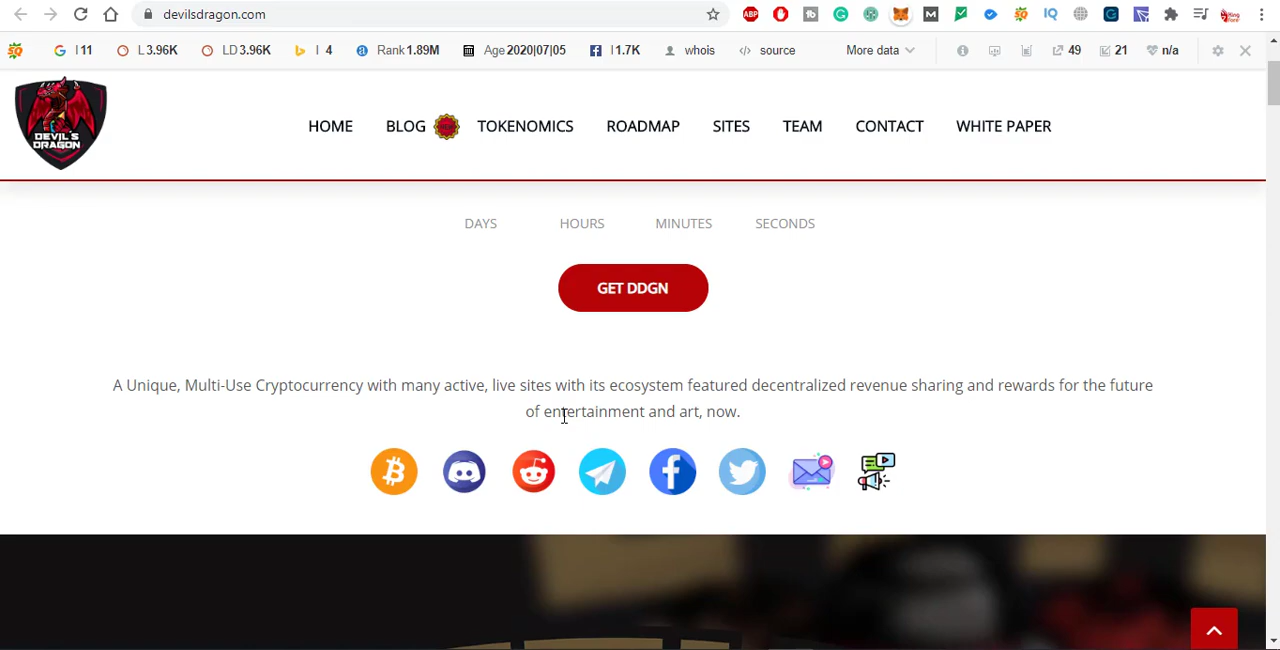 devilsdragon.com
ABP
IQ
I 11
L 3.96K
LD 3.96K
I 4
Rank 1.89M
Age 2020|07|05
I 1.7K
whois
source
More data
49
21
n/a
DEVIL'S
DRAGON
HOME
BLOG
TOKENOMICS
ROADMAP
SITES
TEAM
CONTACT
WHITE PAPER
DAYS
HOURS
MINUTES
SECONDS
GET DDGN
A Unique, Multi-Use Cryptocurrency with many active, live sites with its ecosystem featured decentralized revenue sharing and rewards for the future
of entertainment and art, now.